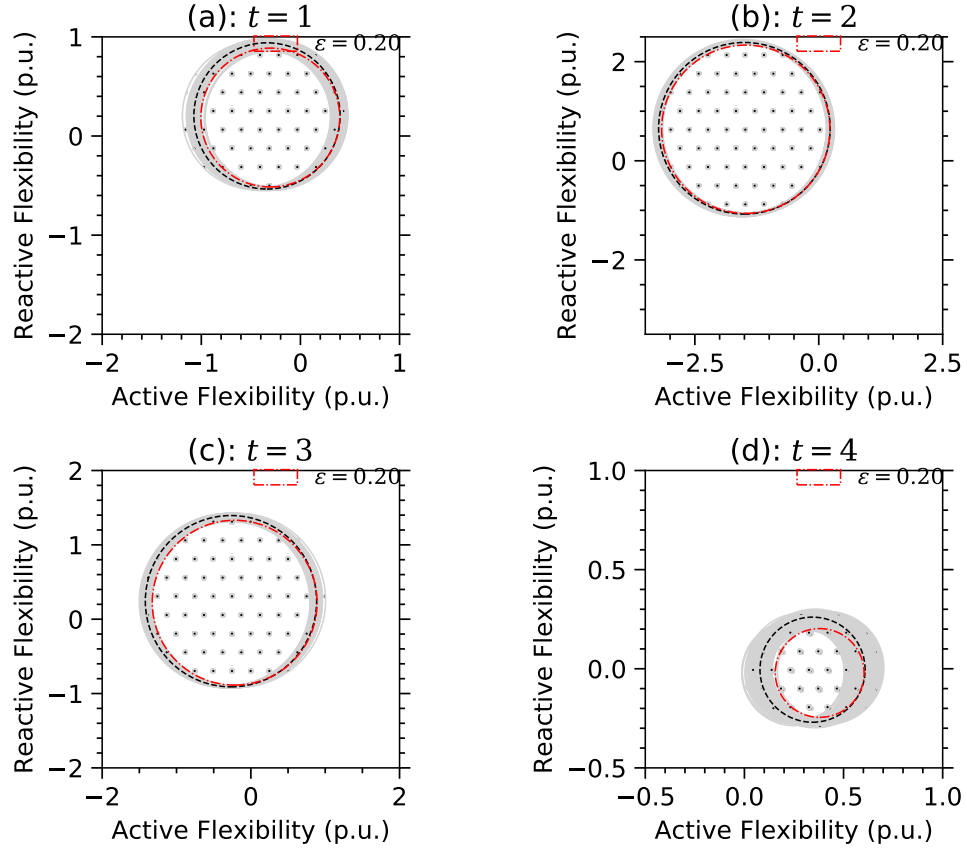 (a): t = 1
ε = 0.20
1
0
−1
−2
Reactive Flexibility (p.u.)
−2
−1
0
1
Active Flexibility (p.u.)
(b): t = 2
ε = 0.20
2
0
−2
Reactive Flexibility (p.u.)
−2.5
0.0
2.5
Active Flexibility (p.u.)
(c): t = 3
ε = 0.20
2
1
0
−1
−2
Reactive Flexibility (p.u.)
−2
0
2
Active Flexibility (p.u.)
(d): t = 4
ε = 0.20
1.0
0.5
0.0
−0.5
Reactive Flexibility (p.u.)
−0.5
0.0
0.5
1.0
Active Flexibility (p.u.)